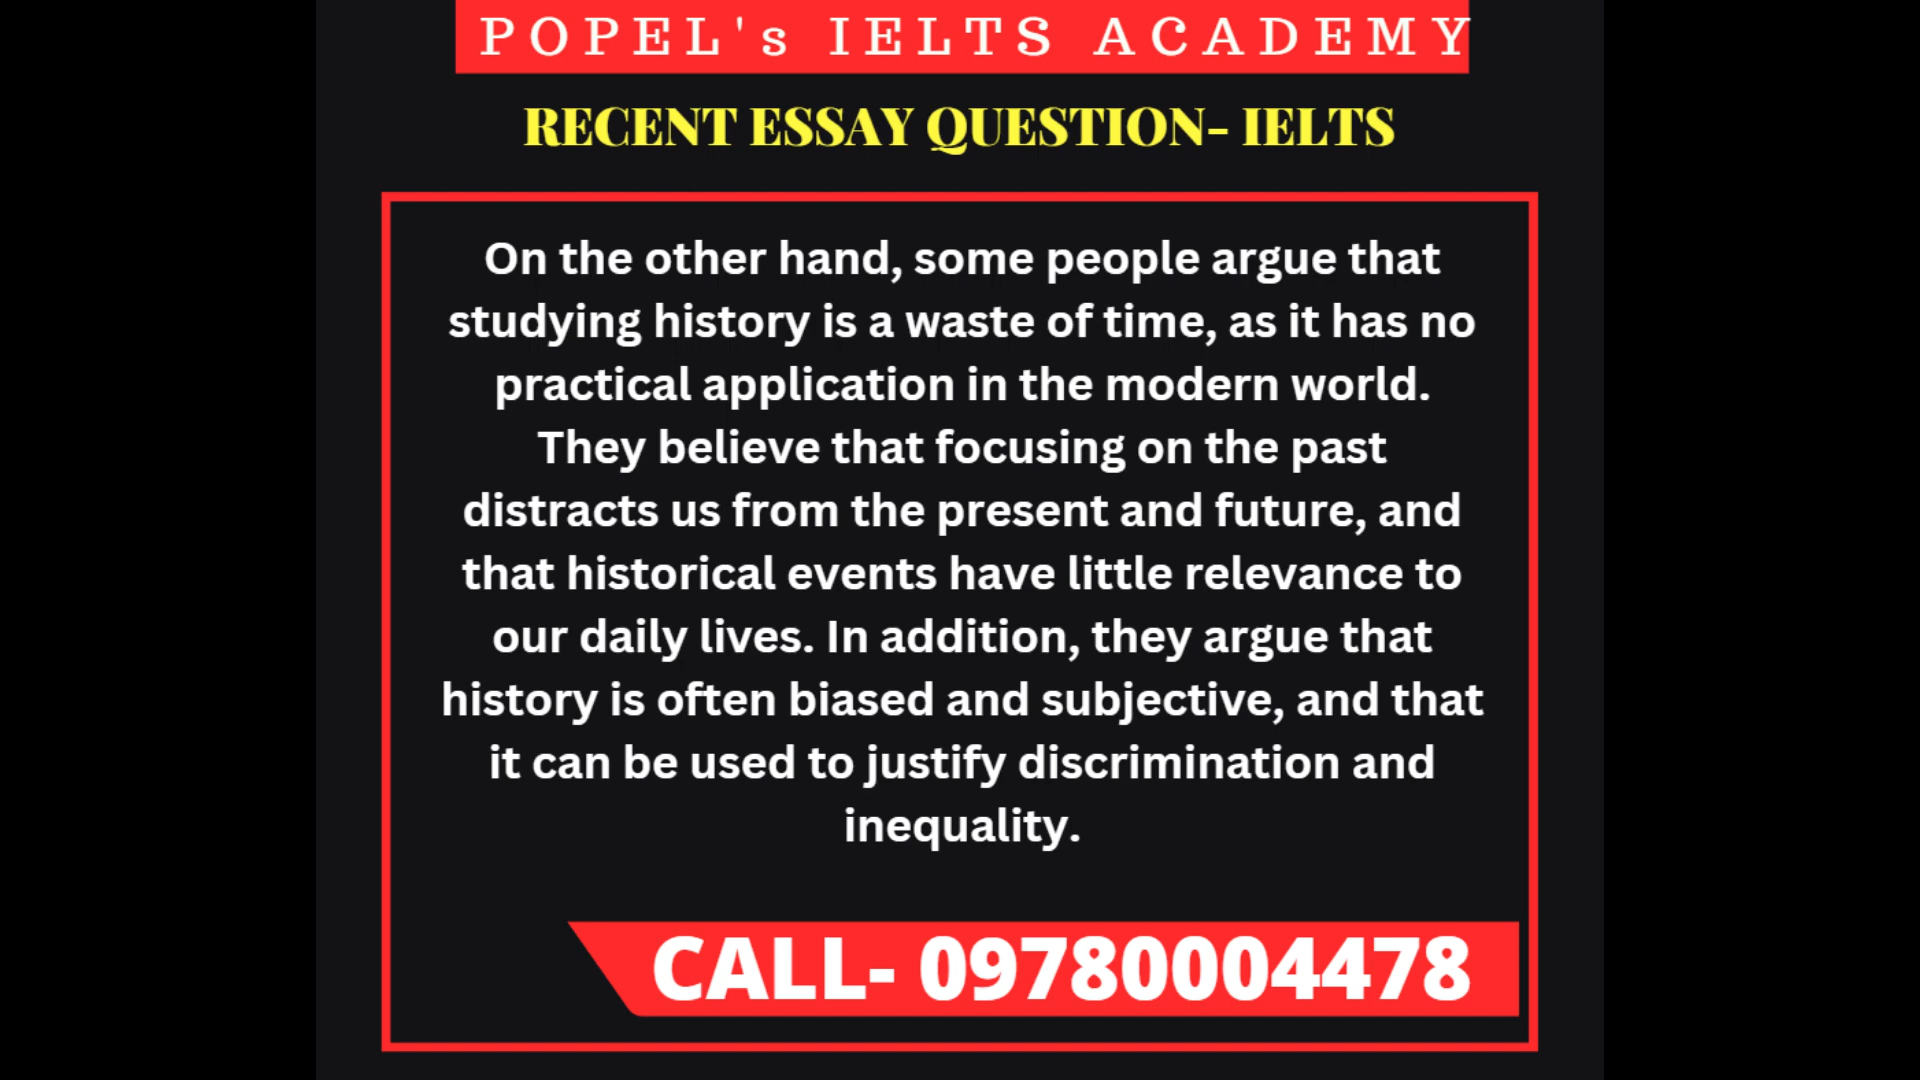 POPEL's IELTS ACADEMY
RECENT ESSAY QUESTION- IELTS
On the other hand, some people argue that
studying history is a waste of time, as it has no
practical application in the modern world.
They believe that focusing on the past
distracts us from the present and future, and
that historical events have little relevance to
our daily lives. In addition, they argue that
history is often biased and subjective, and that
it can be used to justify discrimination and
inequality.
CALL- 09780004478